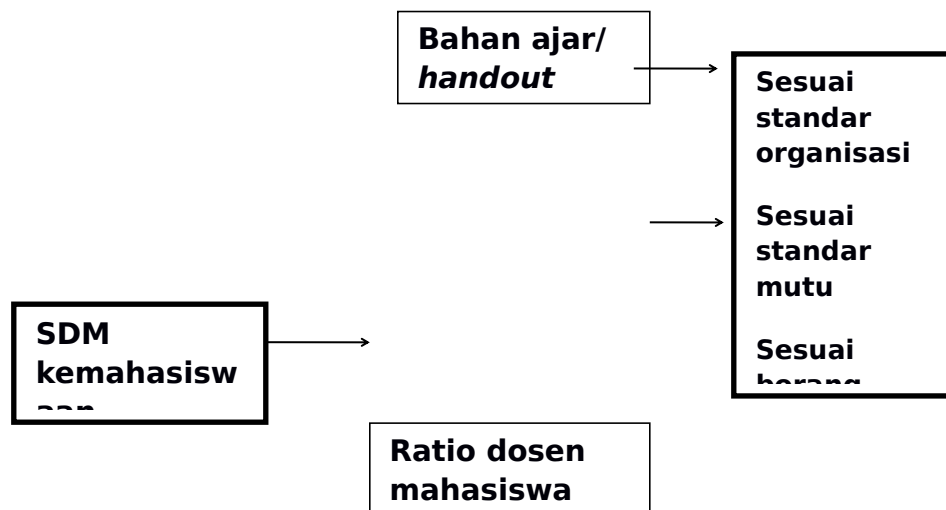 Bahan ajar/
handout
Sesuai
standar
organisasi
Sesuai
standar
mutu
Sesuai
SDM
kemahasisw
Ratio dosen
mahasiswa